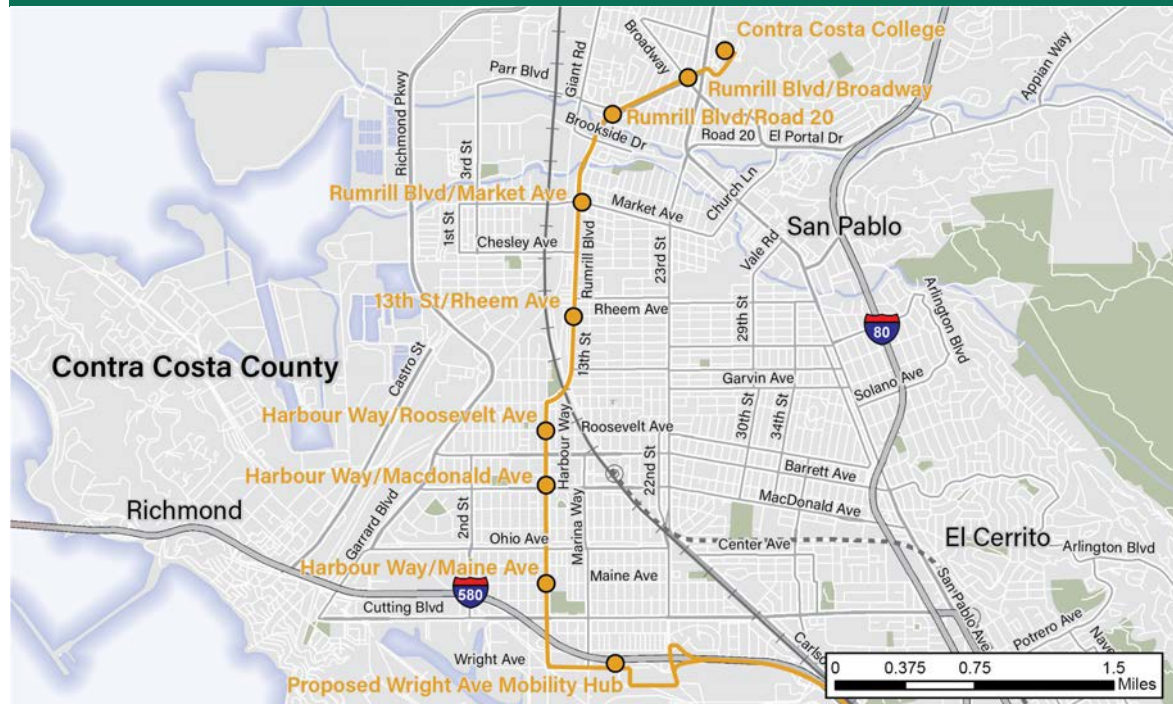 Contra Costa College
Broadway
Giant Rd
Parr Blvd
Appian Way
Richmond Pkwy
Rumrill Blvd/Broadway
Rumrill Blvd/Road 20
Brookside Dr
Road 20
El Portal Dr
3rd St
Rumrill Blvd/Market Ave
Market Ave
Church Ln
1st St
Chesley Ave
Rumrill Blvd
23rd St
Vale Rd
San Pablo
Arlington Blvd
13th St/Rheem Ave
Rheem Ave
29th St
80
13th St
Castro St
Contra Costa County
Garvin Ave
Solano Ave
Harbour Way/Roosevelt Ave
Roosevelt Ave
30th St
34th St
Harbour Way
Harbour Way/Macdonald Ave
22nd St
Barrett Ave
MacDonald Ave
Richmond
Garrard Blvd
2nd St
Marina Way
Ohio Ave
Center Ave
El Cerrito
Arlington Blvd
Harbour Way/Maine Ave
Maine Ave
580
Cutting Blvd
San Pablo Ave
Potrero Ave
Wright Ave
Proposed Wright Ave Mobility Hub
0 0.375 0.75 1.5
Miles